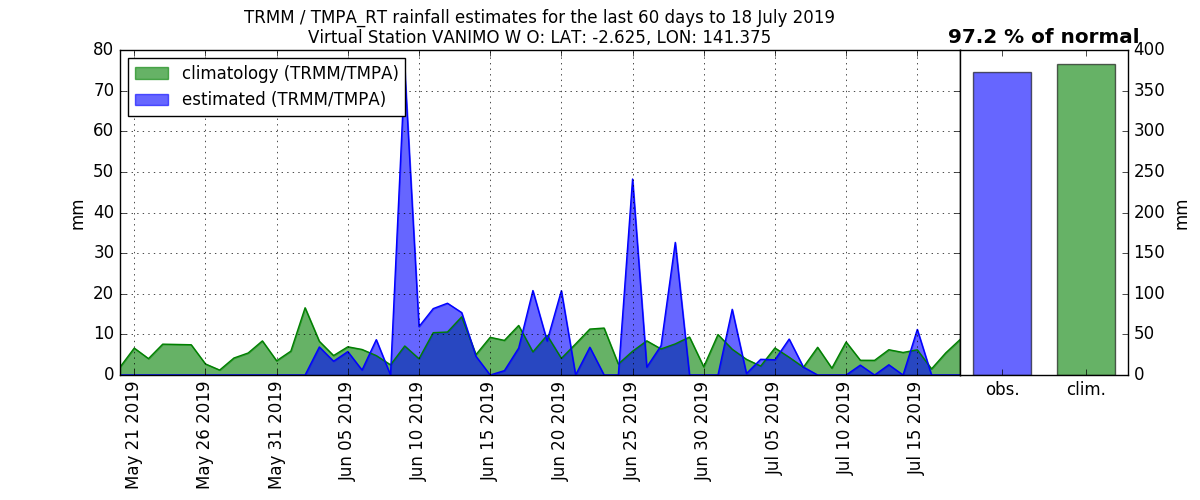 TRMM / TMPA_RT rainfall estimates for the last 60 days to 18 July 2019
Virtual Station VANIMO W O: LAT: -2.625, LON: 141.375
97.2 % of normal
climatology (TRMM/TMPA)
estimated (TRMM/TMPA)
80
70
60
50
40
30
20
10
0
mm
May 21 2019
May 26 2019
May 31 2019
Jun 05 2019
Jun 10 2019
Jun 15 2019
Jun 20 2019
Jun 25 2019
Jun 30 2019
Jul 05 2019
Jul 10 2019
Jul 15 2019
400
350
300
250
200
150
100
50
0
mm
obs.
clim.